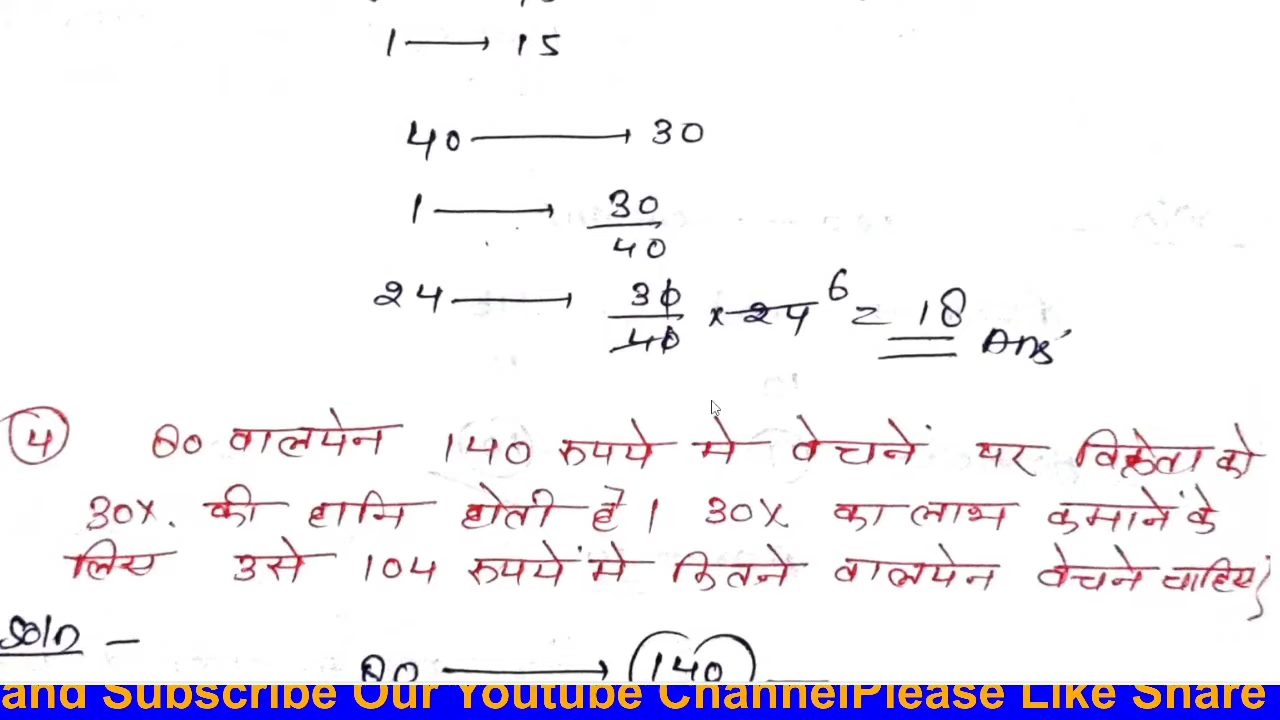 1 → 15
40 → 30
1 → 30/40
24 → 30/40 × 24 6 = 18 Ans
4 80 वालपेन 140 रुपये मे वेचनें पर विक्रेता को
30%. की हानि होती है। 30% का लाभ कमानें के
लिए उसे 104 रुपयें मे कितने वालपेन वेचने चाहिए
Soln —
80 → 140
and Subscribe Our Youtube ChannelPlease Like Share